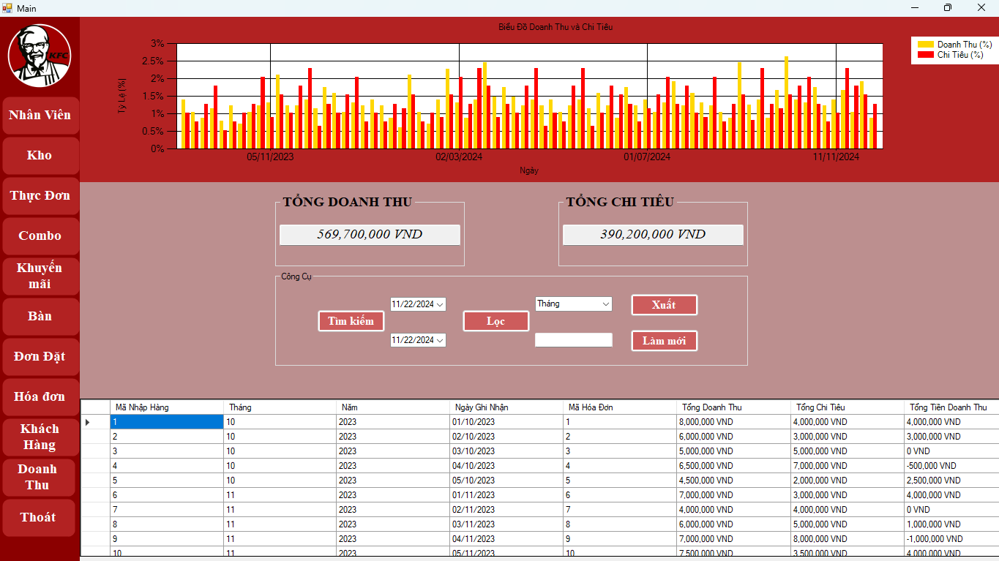 Main
KFC
Nhân Viên
Kho
Thực Đơn
Combo
Khuyến
mãi
Bàn
Đơn Đặt
Hóa đơn
Khách
Hàng
Doanh
Thu
Thoát
Biểu Đồ Doanh Thu và Chi Tiêu
Doanh Thu (%)
Chi Tiêu (%)
Tỷ Lệ (%)
3%
2.5%
2%
1.5%
1%
0.5%
0%
05/11/2023 02/03/2024 01/07/2024 11/11/2024
Ngày
TỔNG DOANH THU
569,700,000 VND
TỔNG CHI TIÊU
390,200,000 VND
Công Cụ
Tìm kiếm
11/22/2024
11/22/2024
Lọc
Tháng
Xuất
Làm mới
Mã Nhập Hàng Tháng Năm Ngày Ghi Nhận Mã Hóa Đơn Tổng Doanh Thu Tổng Chi Tiêu Tổng Tiền Doanh Thu
1 10 2023 01/10/2023 1 8,000,000 VND 4,000,000 VND 4,000,000 VND
2 10 2023 02/10/2023 2 6,000,000 VND 3,000,000 VND 3,000,000 VND
3 10 2023 03/10/2023 3 5,000,000 VND 5,000,000 VND 0 VND
4 10 2023 04/10/2023 4 6,500,000 VND 7,000,000 VND -500,000 VND
5 10 2023 05/10/2023 5 4,500,000 VND 2,000,000 VND 2,500,000 VND
6 11 2023 01/11/2023 6 7,000,000 VND 3,000,000 VND 4,000,000 VND
7 11 2023 02/11/2023 7 4,000,000 VND 4,000,000 VND 0 VND
8 11 2023 03/11/2023 8 6,000,000 VND 5,000,000 VND 1,000,000 VND
9 11 2023 04/11/2023 9 7,000,000 VND 8,000,000 VND -1,000,000 VND
10 11 2023 05/11/2023 10 7,500,000 VND 3,500,000 VND 4,000,000 VND